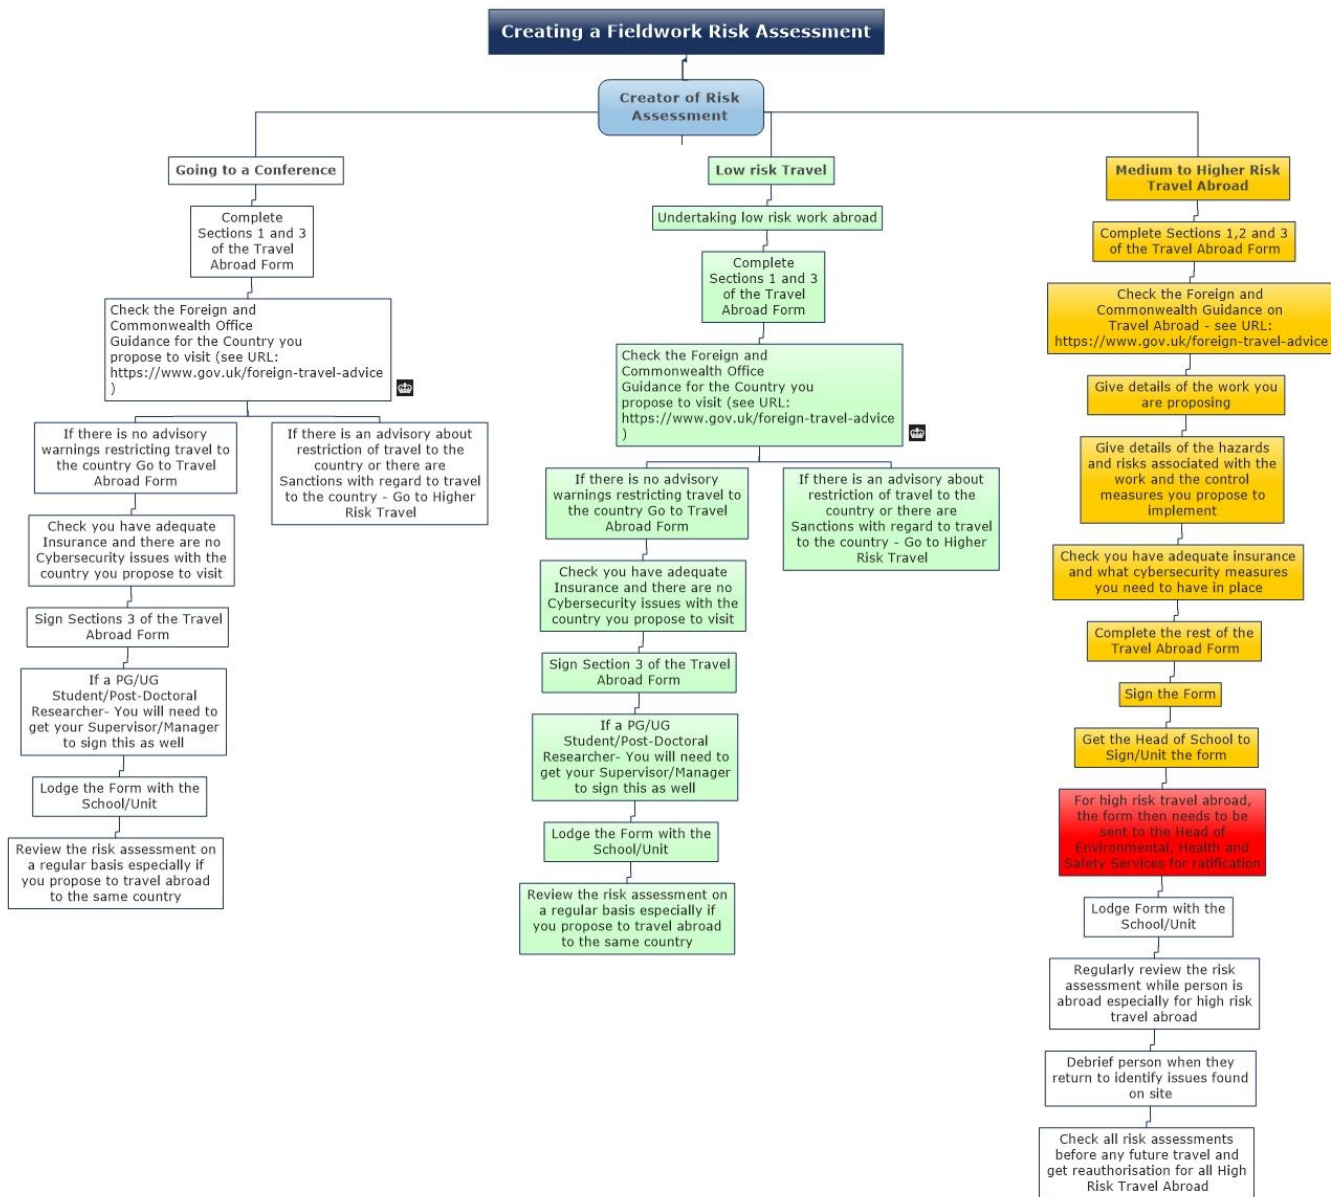 Creating a Fieldwork Risk Assessment
Creator of Risk
Assessment
Going to a Conference
Complete
Sections 1 and 3
of the Travel
Abroad Form
Check the Foreign and
Commonwealth Office
Guidance for the Country you
propose to visit (see URL:
https://www.gov.uk/foreign-travel-advice
)
If there is no advisory
warnings restricting travel to
the country Go to Travel
Abroad Form
If there is an advisory about
restriction of travel to the
country or there are
Sanctions with regard to travel
to the country - Go to Higher
Risk Travel
Check you have adequate
Insurance and there are no
Cybersecurity issues with the
country you propose to visit
Sign Sections 3 of the Travel
Abroad Form
If a PG/UG
Student/Post-Doctoral
Researcher- You will need to
get your Supervisor/Manager
to sign this as well
Lodge the Form with the
School/Unit
Review the risk assessment on
a regular basis especially if
you propose to travel abroad
to the same country
Low risk Travel
Undertaking low risk work abroad
Complete
Sections 1 and 3
of the Travel
Abroad Form
Check the Foreign and
Commonwealth Office
Guidance for the Country you
propose to visit (see URL:
https://www.gov.uk/foreign-travel-advice
)
If there is no advisory
warnings restricting travel to
the country Go to Travel
Abroad Form
If there is an advisory about
restriction of travel to the
country or there are
Sanctions with regard to travel
to the country - Go to Higher
Risk Travel
Check you have adequate
Insurance and there are no
Cybersecurity issues with the
country you propose to visit
Sign Section 3 of the Travel
Abroad Form
If a PG/UG
Student/Post-Doctoral
Researcher- You will need to
get your Supervisor/Manager
to sign this as well
Lodge the Form with the
School/Unit
Review the risk assessment on
a regular basis especially if
you propose to travel abroad
to the same country
Medium to Higher Risk
Travel Abroad
Complete Sections 1,2 and 3
of the Travel Abroad Form
Check the Foreign and
Commonwealth Guidance on
Travel Abroad - see URL:
https://www.gov.uk/foreign-travel-advice
Give details of the work you
are proposing
Give details of the hazards
and risks associated with the
work and the control
measures you propose to
implement
Check you have adequate insurance
and what cybersecurity measures
you need to have in place
Complete the rest of the
Travel Abroad Form
Sign the Form
Get the Head of School to
Sign/Unit the form
For high risk travel abroad,
the form then needs to be
sent to the Head of
Environmental, Health and
Safety Services for ratification
Lodge Form with the
School/Unit
Regularly review the risk
assessment while person is
abroad especially for high risk
travel abroad
Debrief person when they
return to identify issues found
on site
Check all risk assessments
before any future travel and
get reauthorisation for all High
Risk Travel Abroad